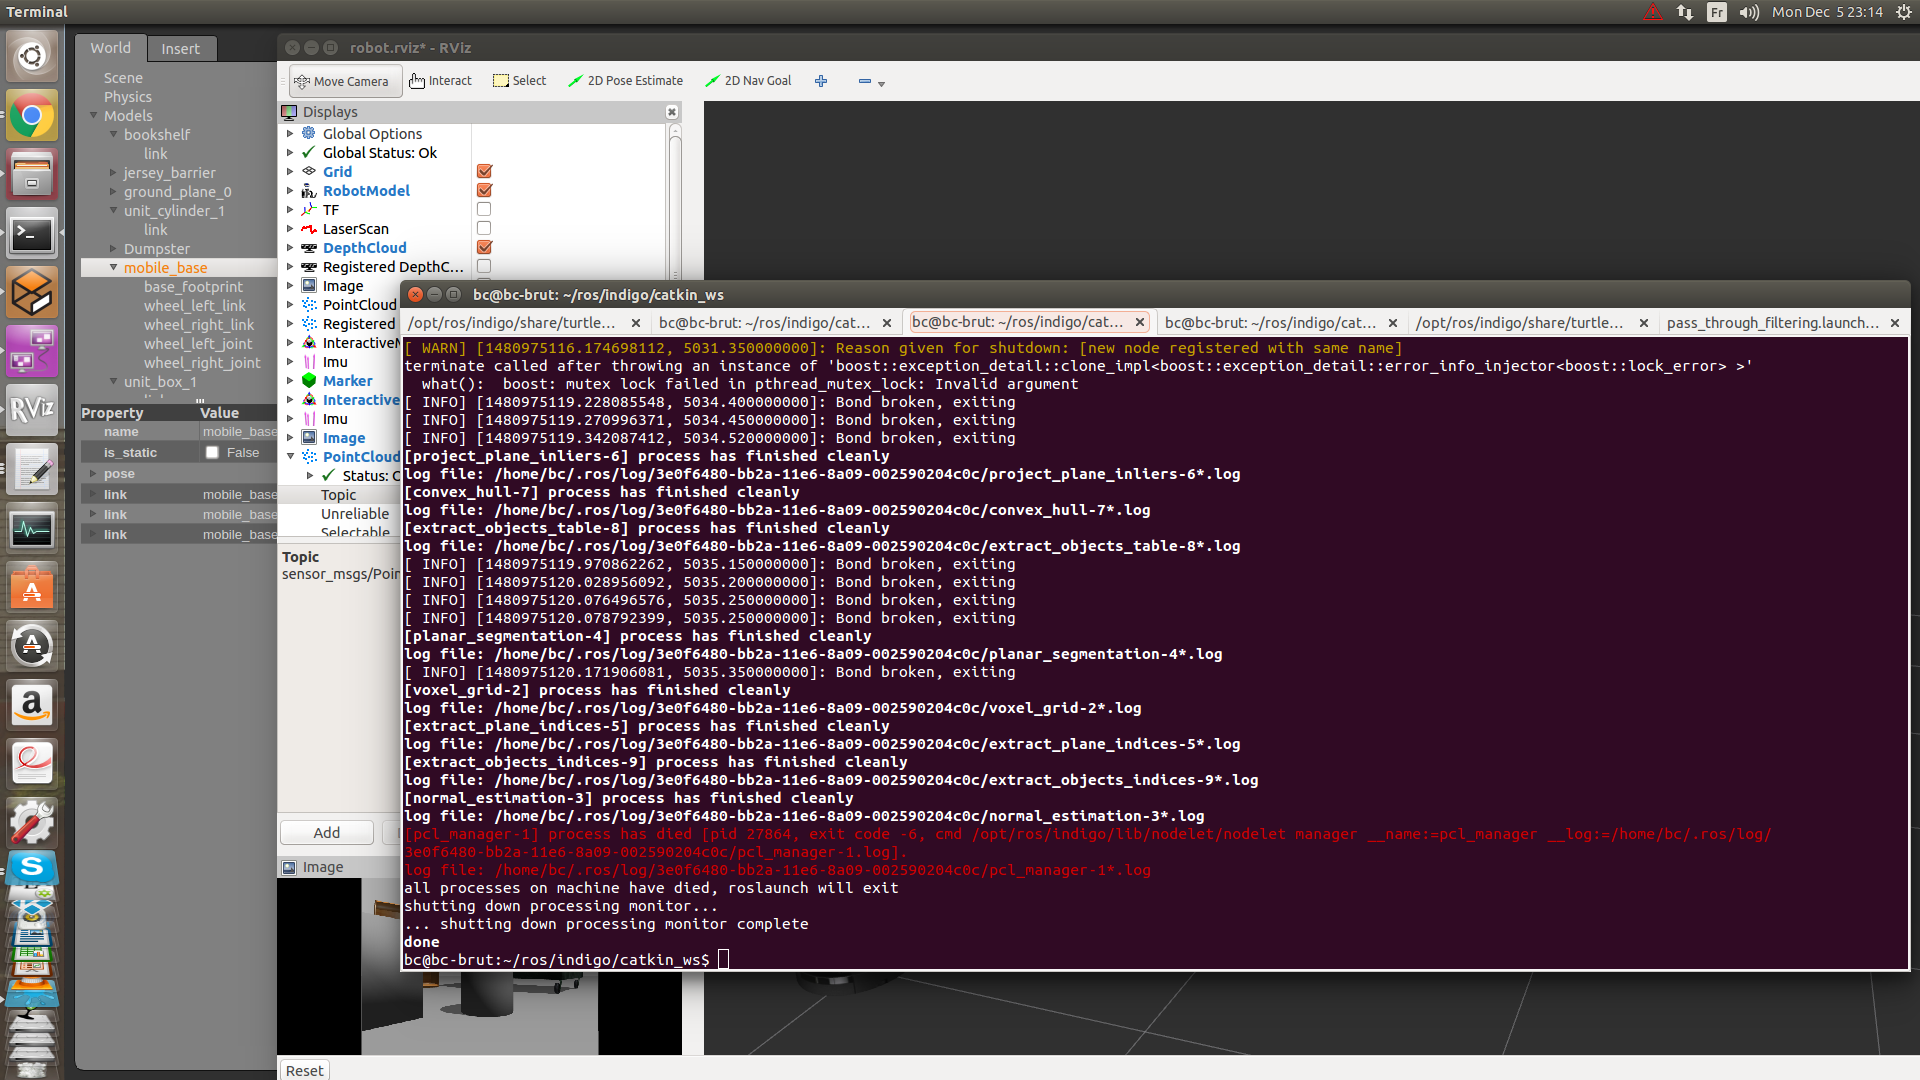 Terminal
Fr
Mon Dec 5 23:14
World
Insert
Scene
Physics
Models
bookshelf
link
jersey_barrier
ground_plane_0
unit_cylinder_1
link
Dumpster
mobile_base
base_footprint
wheel_left_link
wheel_right_link
wheel_left_joint
wheel_right_joint
unit_box_1
Property Value
name mobile_base
is_static False
pose
link mobile_base
link mobile_base
link mobile_base
robot.rviz* - RViz
Move Camera
Interact
Select
2D Pose Estimate
2D Nav Goal
Displays
Global Options
Global Status: Ok
Grid
RobotModel
TF
LaserScan
DepthCloud
Registered DepthC...
Image
PointCloud
Registered
InteractiveM
Imu
Marker
Interactive
Imu
Image
PointCloud
Status: O
Topic
Unreliable
Selectable
Topic
sensor_msgs/Poin
Add
Image
Reset
RViz
bc@bc-brut: ~/ros/indigo/catkin_ws
/opt/ros/indigo/share/turtle...
bc@bc-brut: ~/ros/indigo/cat...
bc@bc-brut: ~/ros/indigo/cat...
bc@bc-brut: ~/ros/indigo/cat...
/opt/ros/indigo/share/turtle...
pass_through_filtering.launch...
[ WARN] [1480975116.174698112, 5031.350000000]: Reason given for shutdown: [new node registered with same name]
terminate called after throwing an instance of 'boost::exception_detail::clone_impl<boost::exception_detail::error_info_injector<boost::lock_error> >'
what():  boost: mutex lock failed in pthread_mutex_lock: Invalid argument
[ INFO] [1480975119.228085548, 5034.400000000]: Bond broken, exiting
[ INFO] [1480975119.270996371, 5034.450000000]: Bond broken, exiting
[ INFO] [1480975119.342087412, 5034.520000000]: Bond broken, exiting
[project_plane_inliers-6] process has finished cleanly
log file: /home/bc/.ros/log/3e0f6480-bb2a-11e6-8a09-002590204c0c/project_plane_inliers-6*.log
[convex_hull-7] process has finished cleanly
log file: /home/bc/.ros/log/3e0f6480-bb2a-11e6-8a09-002590204c0c/convex_hull-7*.log
[extract_objects_table-8] process has finished cleanly
log file: /home/bc/.ros/log/3e0f6480-bb2a-11e6-8a09-002590204c0c/extract_objects_table-8*.log
[ INFO] [1480975119.970862262, 5035.150000000]: Bond broken, exiting
[ INFO] [1480975120.028956092, 5035.200000000]: Bond broken, exiting
[ INFO] [1480975120.076496576, 5035.250000000]: Bond broken, exiting
[ INFO] [1480975120.078792399, 5035.250000000]: Bond broken, exiting
[planar_segmentation-4] process has finished cleanly
log file: /home/bc/.ros/log/3e0f6480-bb2a-11e6-8a09-002590204c0c/planar_segmentation-4*.log
[ INFO] [1480975120.171906081, 5035.350000000]: Bond broken, exiting
[voxel_grid-2] process has finished cleanly
log file: /home/bc/.ros/log/3e0f6480-bb2a-11e6-8a09-002590204c0c/voxel_grid-2*.log
[extract_plane_indices-5] process has finished cleanly
log file: /home/bc/.ros/log/3e0f6480-bb2a-11e6-8a09-002590204c0c/extract_plane_indices-5*.log
[extract_objects_indices-9] process has finished cleanly
log file: /home/bc/.ros/log/3e0f6480-bb2a-11e6-8a09-002590204c0c/extract_objects_indices-9*.log
[normal_estimation-3] process has finished cleanly
log file: /home/bc/.ros/log/3e0f6480-bb2a-11e6-8a09-002590204c0c/normal_estimation-3*.log
[pcl_manager-1] process has died [pid 27864, exit code -6, cmd /opt/ros/indigo/lib/nodelet/nodelet manager __name:=pcl_manager __log:=/home/bc/.ros/log/
3e0f6480-bb2a-11e6-8a09-002590204c0c/pcl_manager-1.log].
log file: /home/bc/.ros/log/3e0f6480-bb2a-11e6-8a09-002590204c0c/pcl_manager-1*.log
all processes on machine have died, roslaunch will exit
shutting down processing monitor...
... shutting down processing monitor complete
done
bc@bc-brut:~/ros/indigo/catkin_ws$